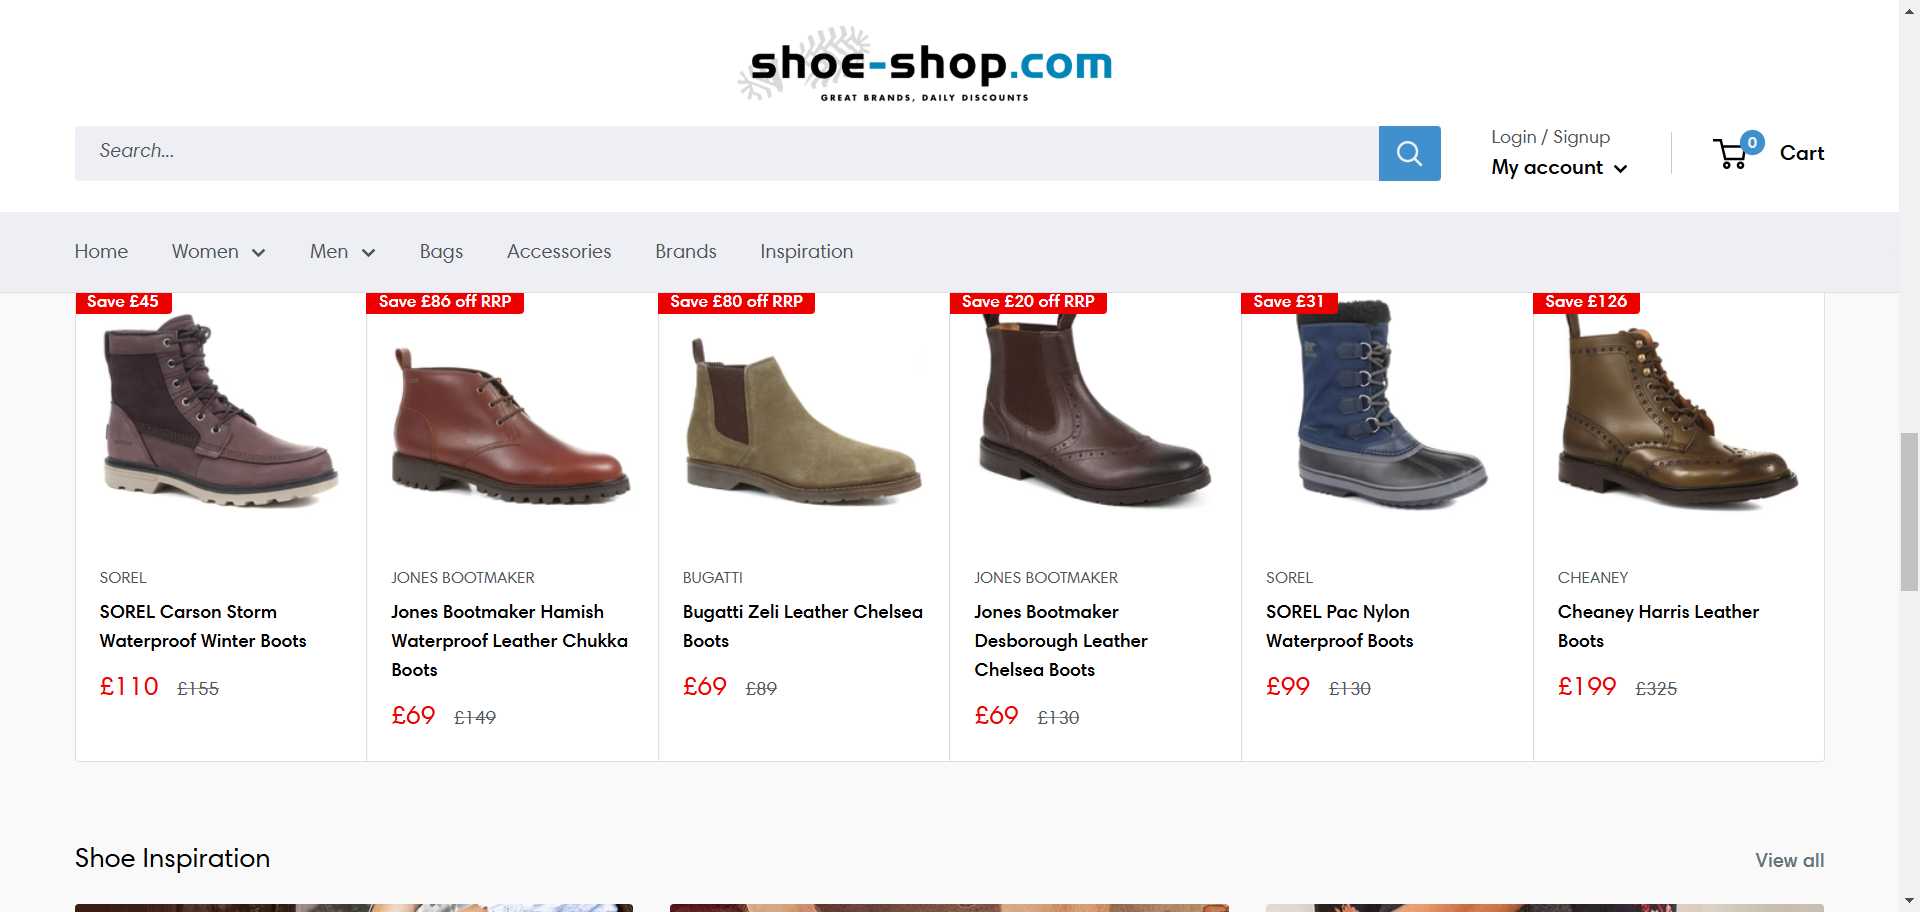 shoe-shop.com
GREAT BRANDS, DAILY DISCOUNTS
Search...
Login / Signup
My account
0
Cart
Home
Women
Men
Bags
Accessories
Brands
Inspiration
Save £45
Save £86 off RRP
Save £80 off RRP
Save £20 off RRP
Save £31
Save £126
SOREL
SOREL Carson Storm
Waterproof Winter Boots
£110 £155
JONES BOOTMAKER
Jones Bootmaker Hamish
Waterproof Leather Chukka
Boots
£69 £149
BUGATTI
Bugatti Zeli Leather Chelsea
Boots
£69 £89
JONES BOOTMAKER
Jones Bootmaker
Desborough Leather
Chelsea Boots
£69 £130
SOREL
SOREL Pac Nylon
Waterproof Boots
£99 £130
CHEANEY
Cheaney Harris Leather
Boots
£199 £325
Shoe Inspiration
View all